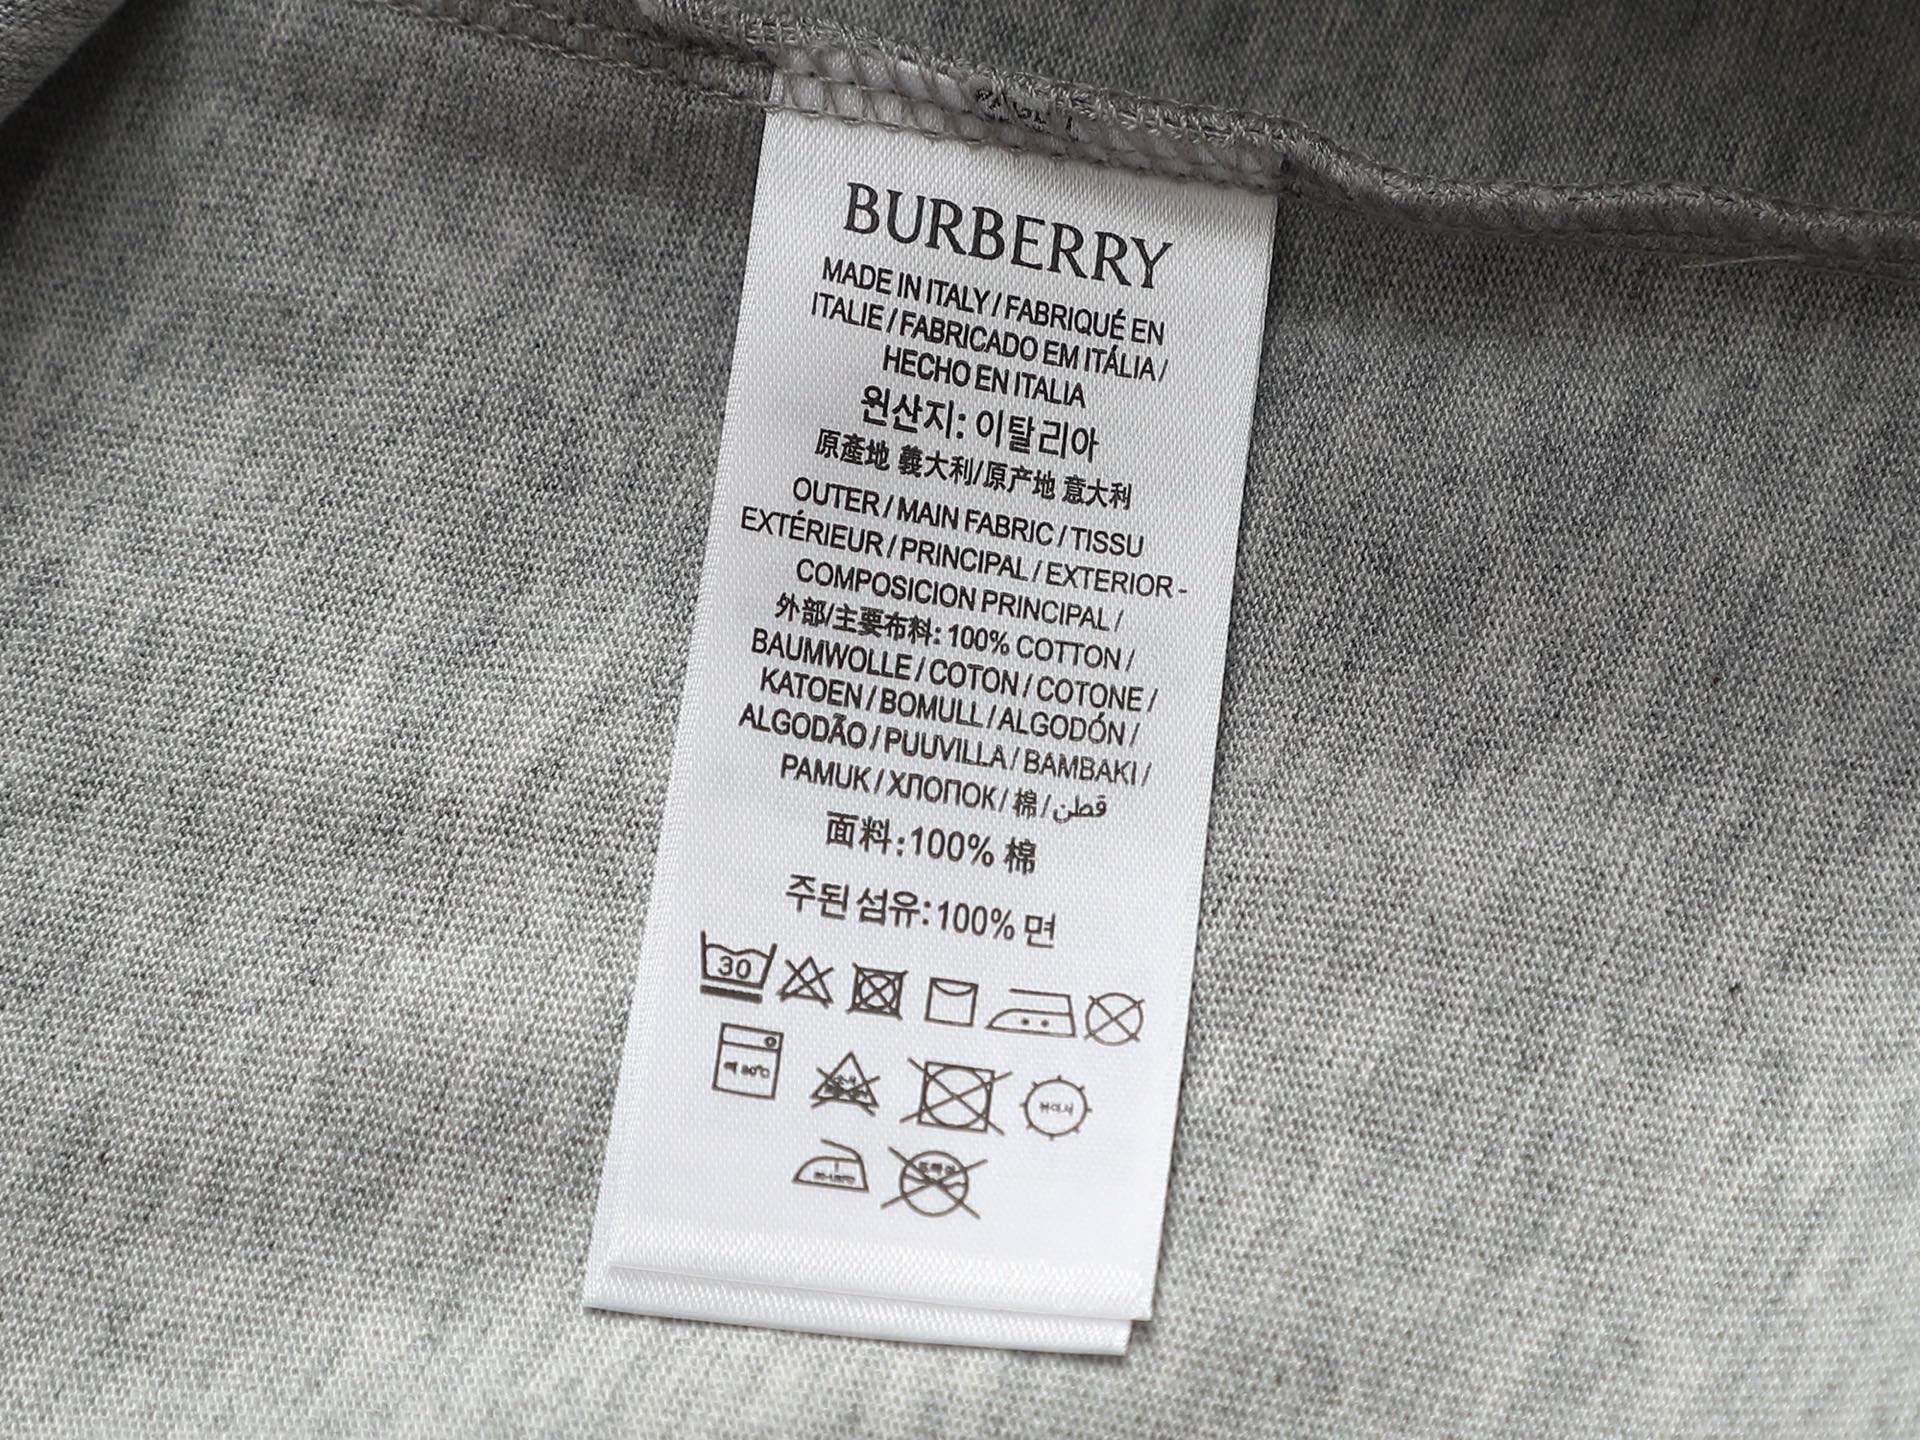 BURBERRY
MADE IN ITALY / FABRIQUÉ EN
ITALIE / FABRICADO EM ITÁLIA /
HECHO EN ITALIA
원산지: 이탈리아
原產地 義大利/原产地 意大利
OUTER / MAIN FABRIC / TISSU
EXTÉRIEUR / PRINCIPAL / EXTERIOR -
COMPOSICION PRINCIPAL /
外部/主要布料: 100% COTTON /
BAUMWOLLE / COTON / COTONE /
KATOEN / BOMULL / ALGODÓN /
ALGODÃO / PUUVILLA / BAMBAKI /
PAMUK / ХЛОПОК / 棉 / قطن
面料:100% 棉
주된 섬유:100% 면
30